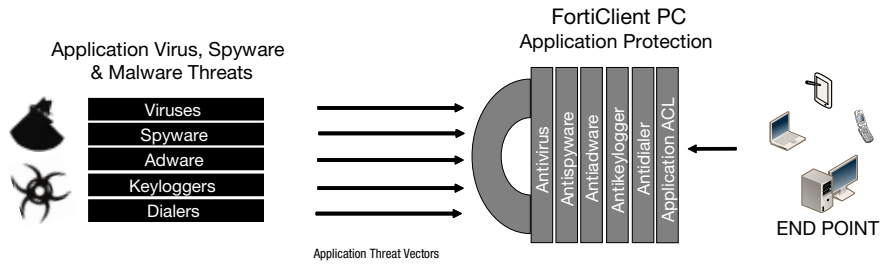 FortiClient PC
Application Protection
Application Virus, Spyware
& Malware Threats
Viruses
Spyware
Adware
Keyloggers
Dialers
Antivirus
Antispyware
Antiadware
Antikeylogger
Antidialer
Application ACL
END POINT
Application Threat Vectors